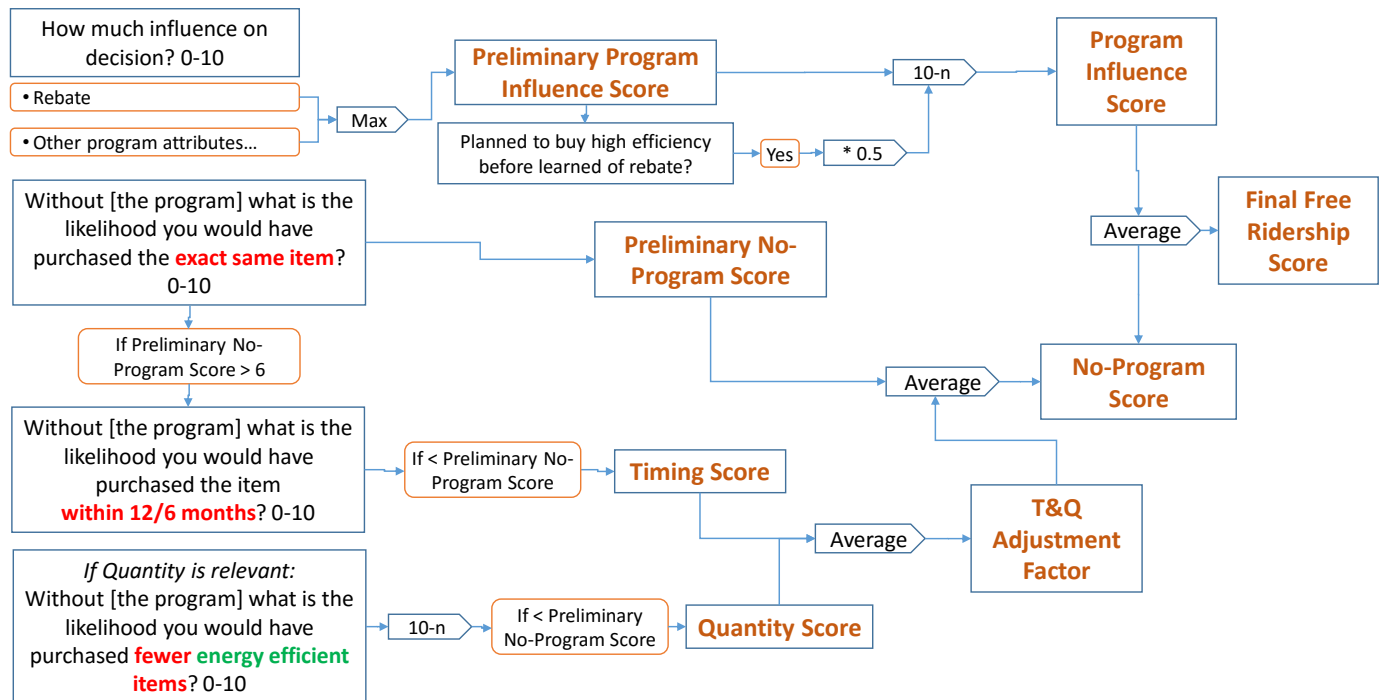 How much influence on
decision? 0-10
• Rebate
• Other program attributes…
Max
Preliminary Program
Influence Score
Planned to buy high efficiency
before learned of rebate?
Yes
* 0.5
10-n
Program
Influence
Score
Without [the program] what is the
likelihood you would have
purchased the exact same item?
0-10
Preliminary No-
Program Score
Average
Final Free
Ridership
Score
If Preliminary No-
Program Score > 6
Average
No-Program
Score
Without [the program] what is the
likelihood you would have
purchased the item
within 12/6 months? 0-10
If < Preliminary No-
Program Score
Timing Score
Average
T&Q
Adjustment
Factor
If Quantity is relevant:
Without [the program] what is the
likelihood you would have
purchased fewer energy efficient
items? 0-10
10-n
If < Preliminary
No-Program Score
Quantity Score